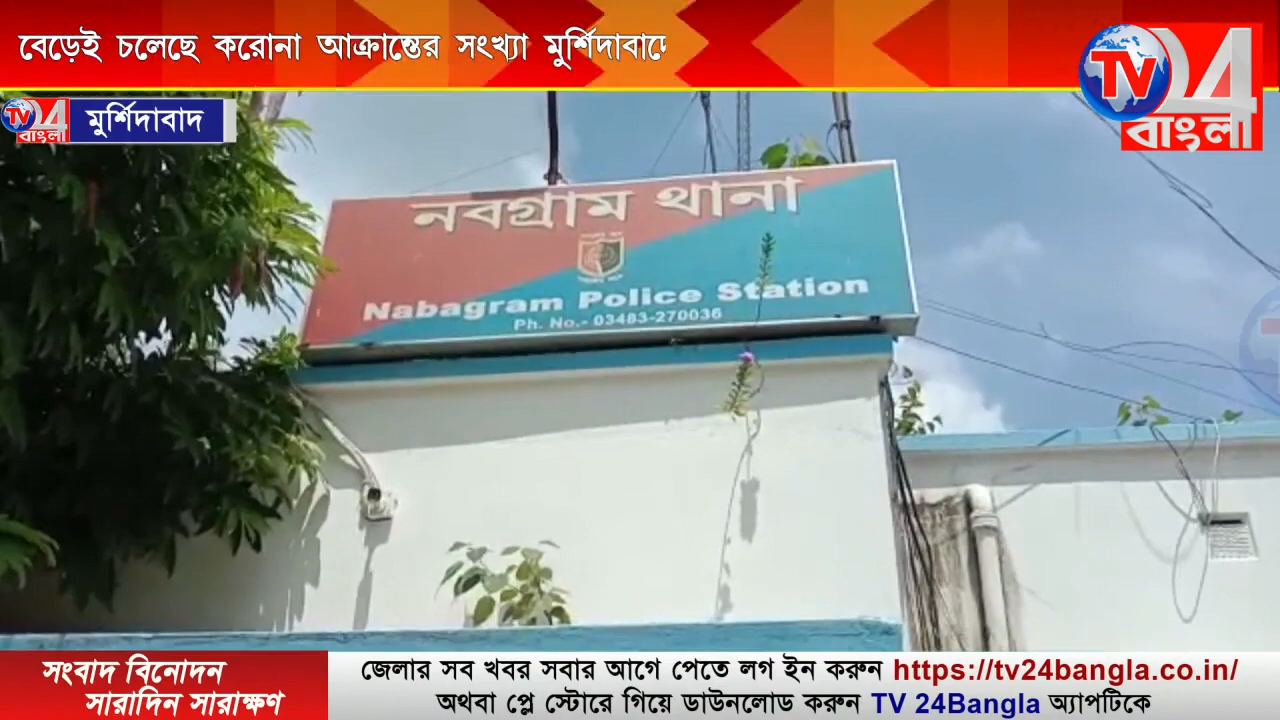 বেড়েই চলেছে করোনা আক্রান্তের সংখ্যা মুর্শিদাবাদে
TV 24
বাংলা
TV 24
বাংলা
মুর্শিদাবাদ
নবগ্রাম থানা
Nabagram Police Station
Ph. No.- 03483-270036
সংবাদ বিনোদন
সারাদিন সারাক্ষণ
জেলার সব খবর সবার আগে পেতে লগ ইন করুন https://tv24bangla.co.in/
অথবা প্লে স্টোরে গিয়ে ডাউনলোড করুন TV 24Bangla অ্যাপটিকে